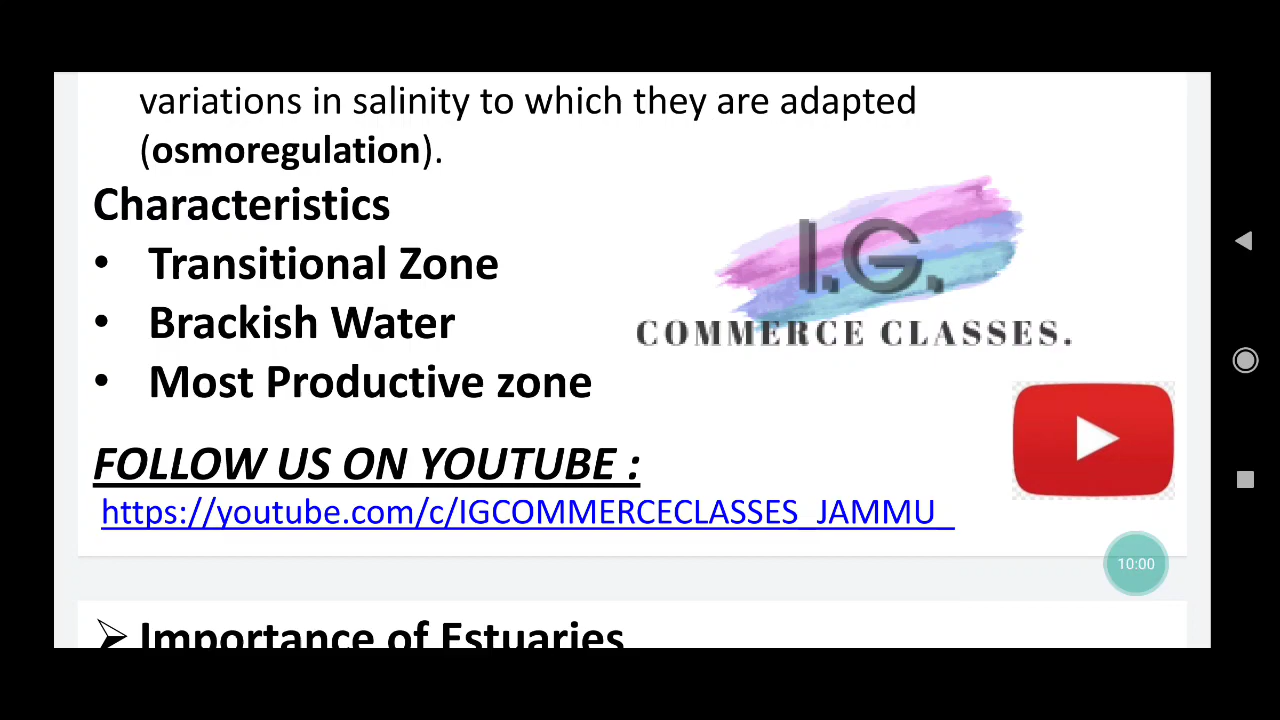 variations in salinity to which they are adapted
(osmoregulation).
Characteristics
• Transitional Zone
• Brackish Water
• Most Productive zone
I.G.
COMMERCE CLASSES.
FOLLOW US ON YOUTUBE :
https://youtube.com/c/IGCOMMERCECLASSES_JAMMU_
10:00
➢ Importance of Estuaries